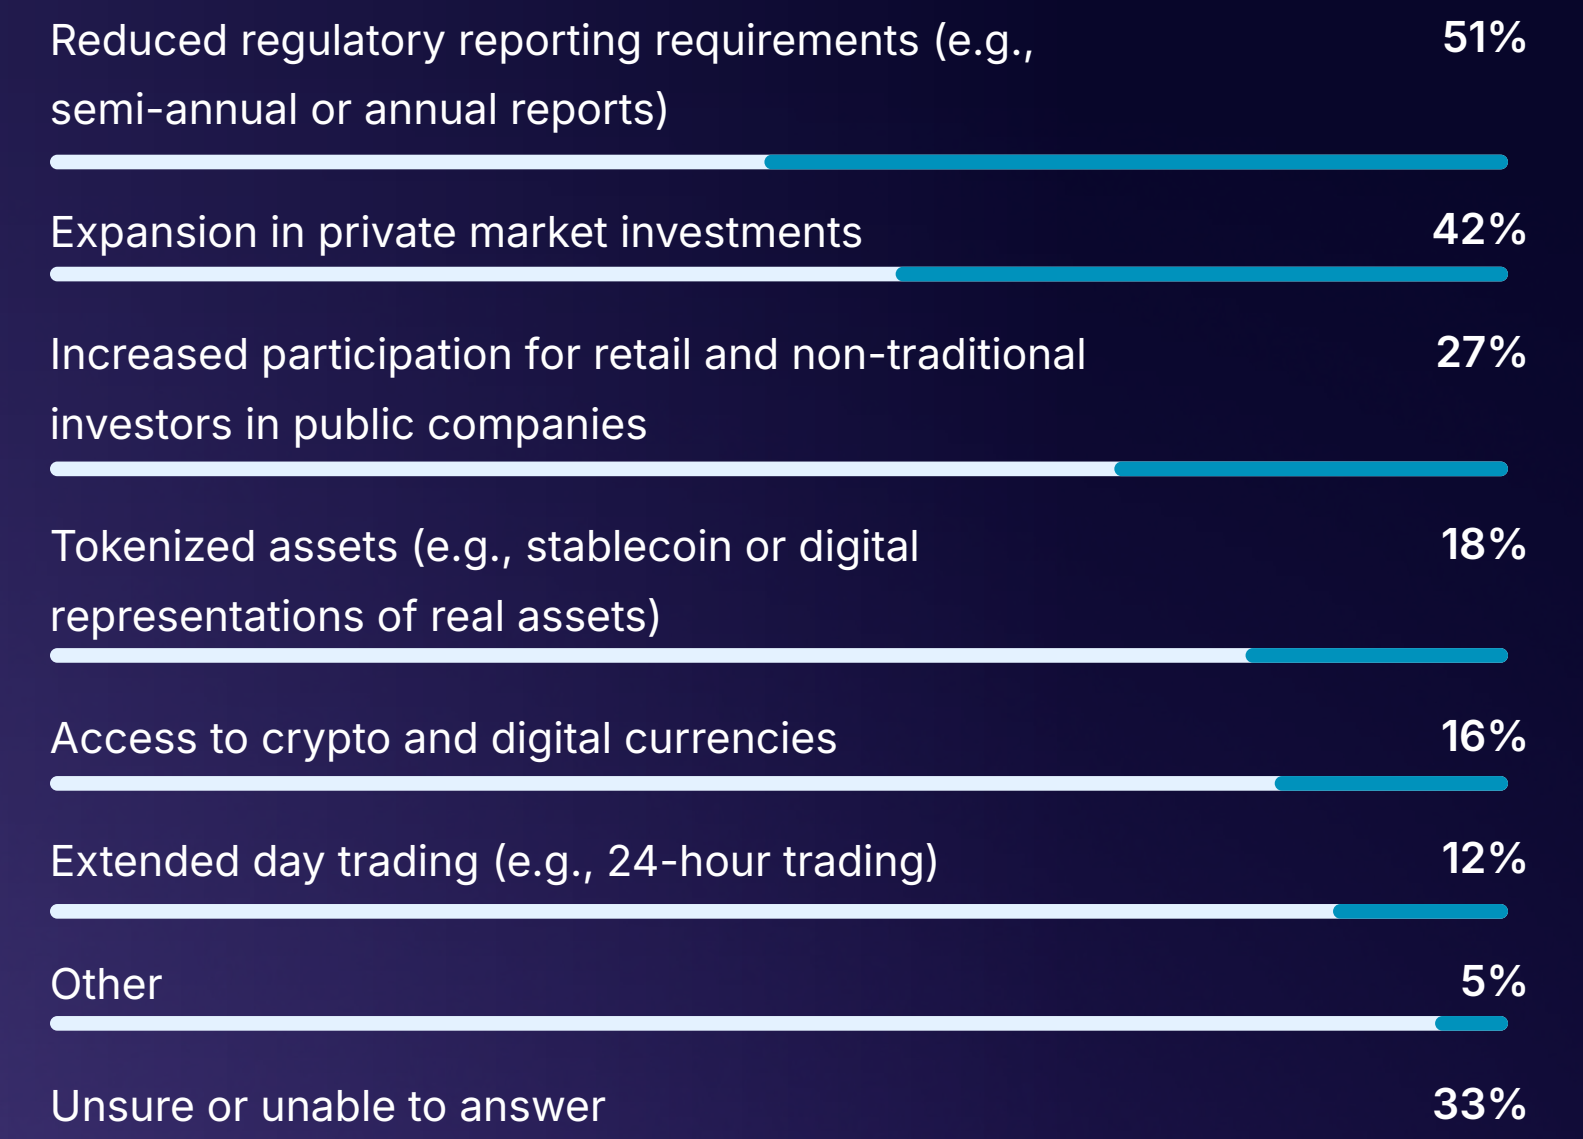 Reduced regulatory reporting requirements (e.g., 51%
semi-annual or annual reports)
Expansion in private market investments 42%
Increased participation for retail and non-traditional 27%
investors in public companies
Tokenized assets (e.g., stablecoin or digital 18%
representations of real assets)
Access to crypto and digital currencies 16%
Extended day trading (e.g., 24-hour trading) 12%
Other 5%
Unsure or unable to answer 33%